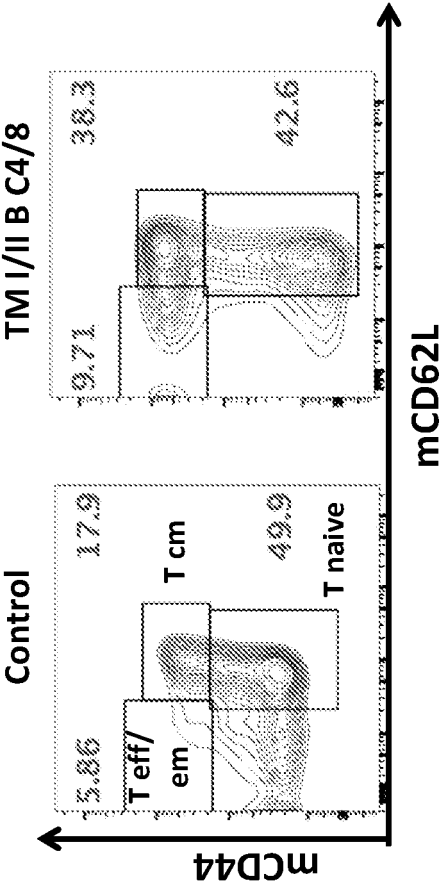 Control
TM I/II B C4/8
5.86
17.9
T eff/
em
T cm
49.9
T naive
9.71
38.3
42.6
mCD44
mCD62L